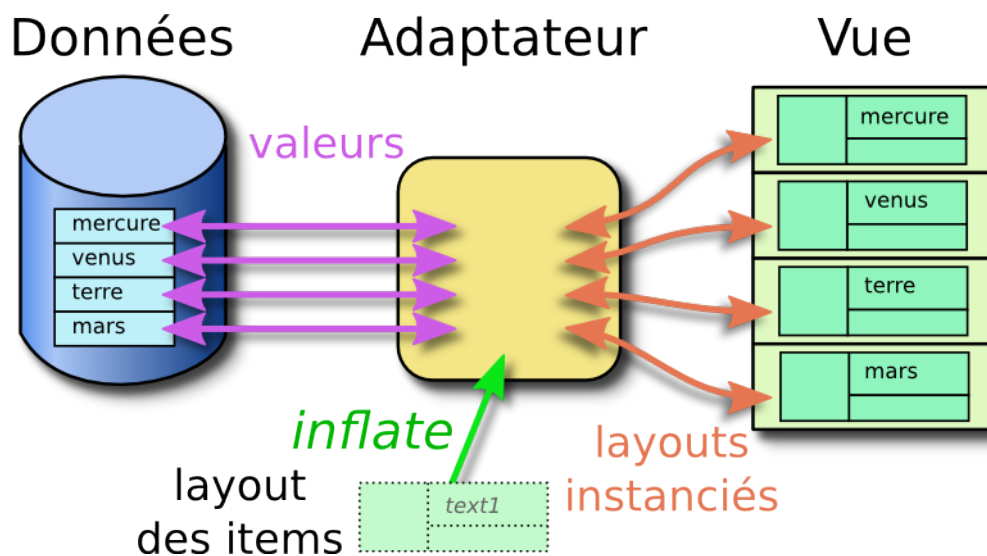 Données
Adaptateur
Vue
valeurs
mercure
venus
terre
mars
mercure
venus
terre
mars
inflate
layout
des items
text1
layouts
instanciés